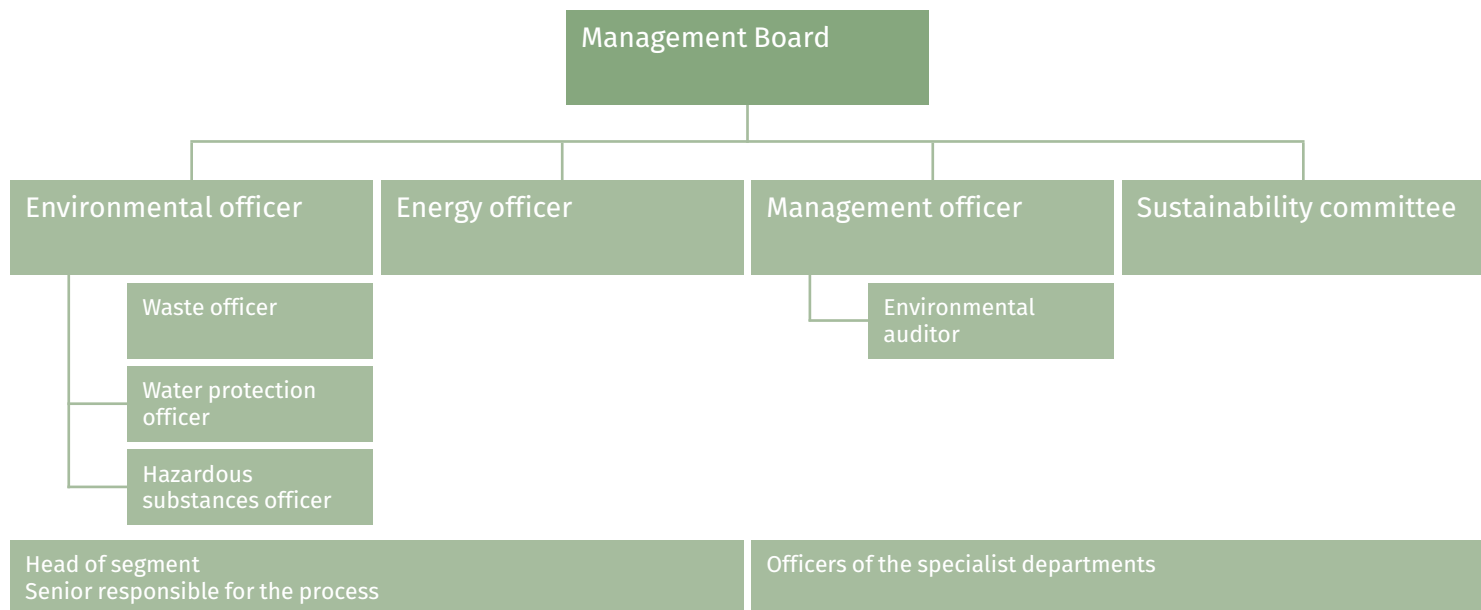 Management Board
Environmental officer
Energy officer
Management officer
Sustainability committee
Waste officer
Environmental
auditor
Water protection
officer
Hazardous
substances officer
Head of segment
Senior responsible for the process
Officers of the specialist departments